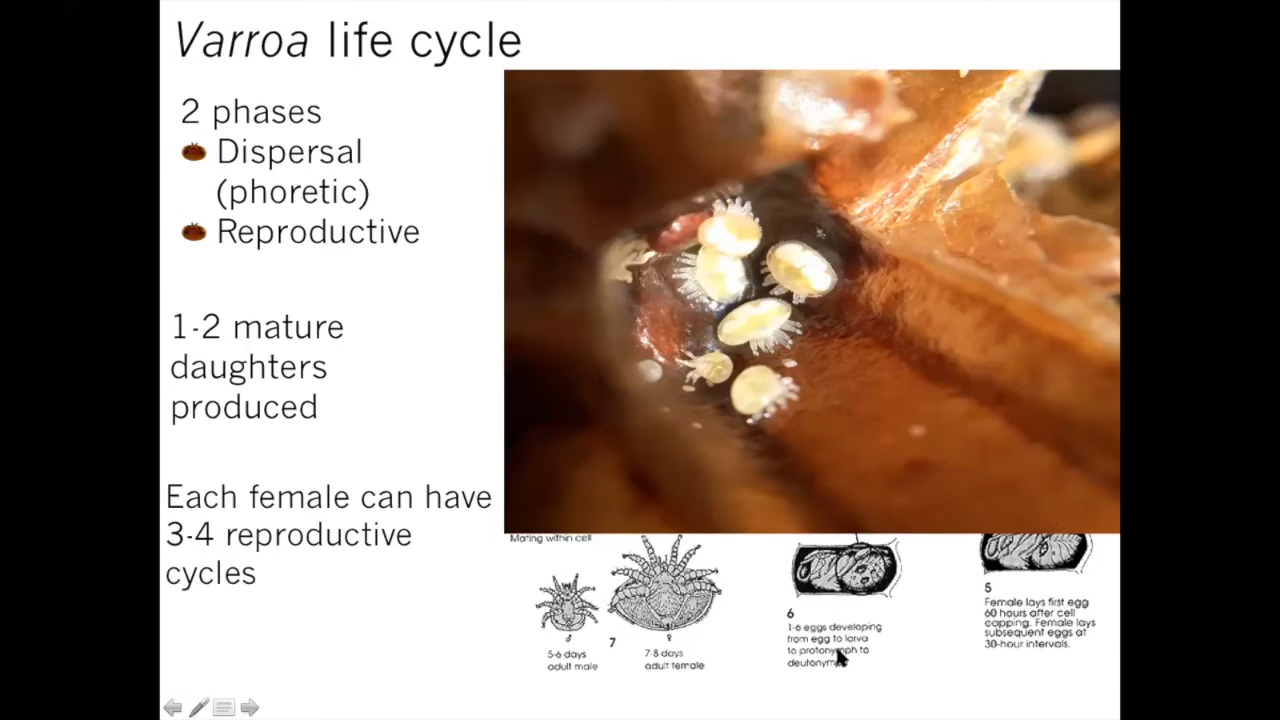 Varroa life cycle
2 phases
Dispersal
(phoretic)
Reproductive
1-2 mature
daughters
produced
Each female can have
3-4 reproductive
cycles
Mating within cell
5-6 days
adult male
7
7-8 days
adult female
6
1-6 eggs developing
from egg to larva
to protonymph to
deutonymph
5
Female lays first egg
60 hours after cell
capping. Female lays
subsequent eggs at
30-hour intervals.